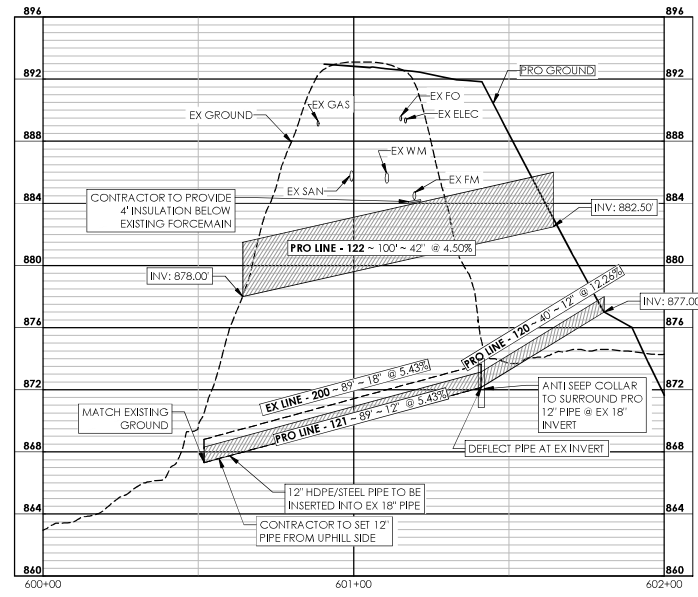 896
896
892
892
888
888
884
884
880
880
876
876
872
872
868
868
864
864
860
860
600+00
601+00
602+00
PRO GROUND
EX GROUND
EX GAS
EX FO
EX ELEC
EX WM
EX SAN
EX FM
CONTRACTOR TO PROVIDE
4' INSULATION BELOW
EXISTING FORCEMAIN
INV: 882.50'
PRO LINE - 122 ~ 100' ~ 42" @ 4.50%
INV: 878.00'
PRO LINE - 120 ~ 40' ~ 12" @ 12.26%
INV: 877.00
EX LINE - 200 ~ 89' ~ 18" @ 5.43%
PRO LINE - 121 ~ 89' ~ 12" @ 5.43%
MATCH EXISTING
GROUND
ANTI SEEP COLLAR
TO SURROUND PRO
12" PIPE @ EX 18"
INVERT
DEFLECT PIPE AT EX INVERT
12" HDPE/STEEL PIPE TO BE
INSERTED INTO EX 18" PIPE
CONTRACTOR TO SET 12"
PIPE FROM UPHILL SIDE